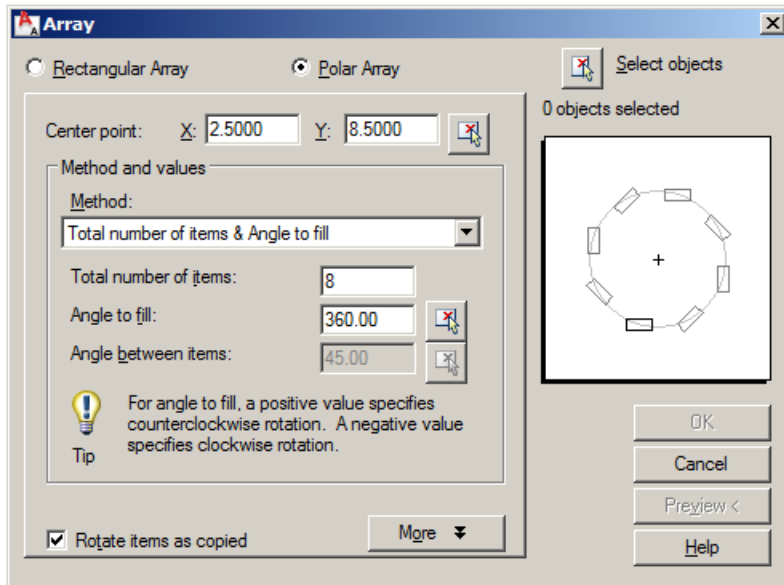 Array
Rectangular Array Polar Array Select objects
0 objects selected
Center point: X: 2.5000 Y: 8.5000
Method and values
Method:
Total number of items & Angle to fill
Total number of items: 8
Angle to fill: 360.00
Angle between items: 45.00
For angle to fill, a positive value specifies
counterclockwise rotation. A negative value
specifies clockwise rotation.
Tip
Rotate items as copied
More
OK
Cancel
Preview <
Help